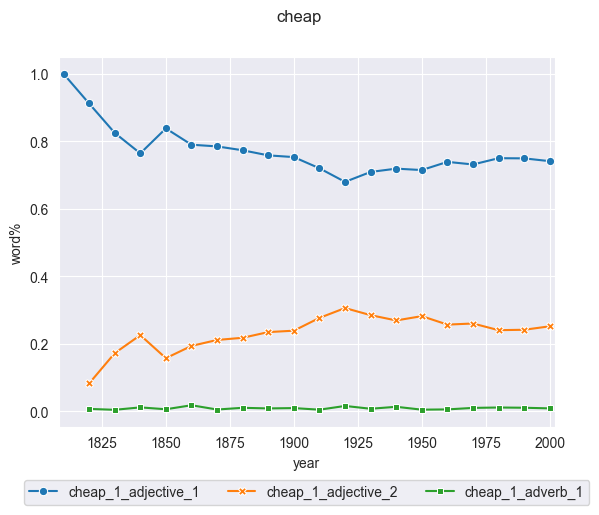 cheap
1.0
0.8
0.6
0.4
0.2
0.0
word%
1825 1850 1875 1900 1925 1950 1975 2000
year
cheap_1_adjective_1 cheap_1_adjective_2 cheap_1_adverb_1